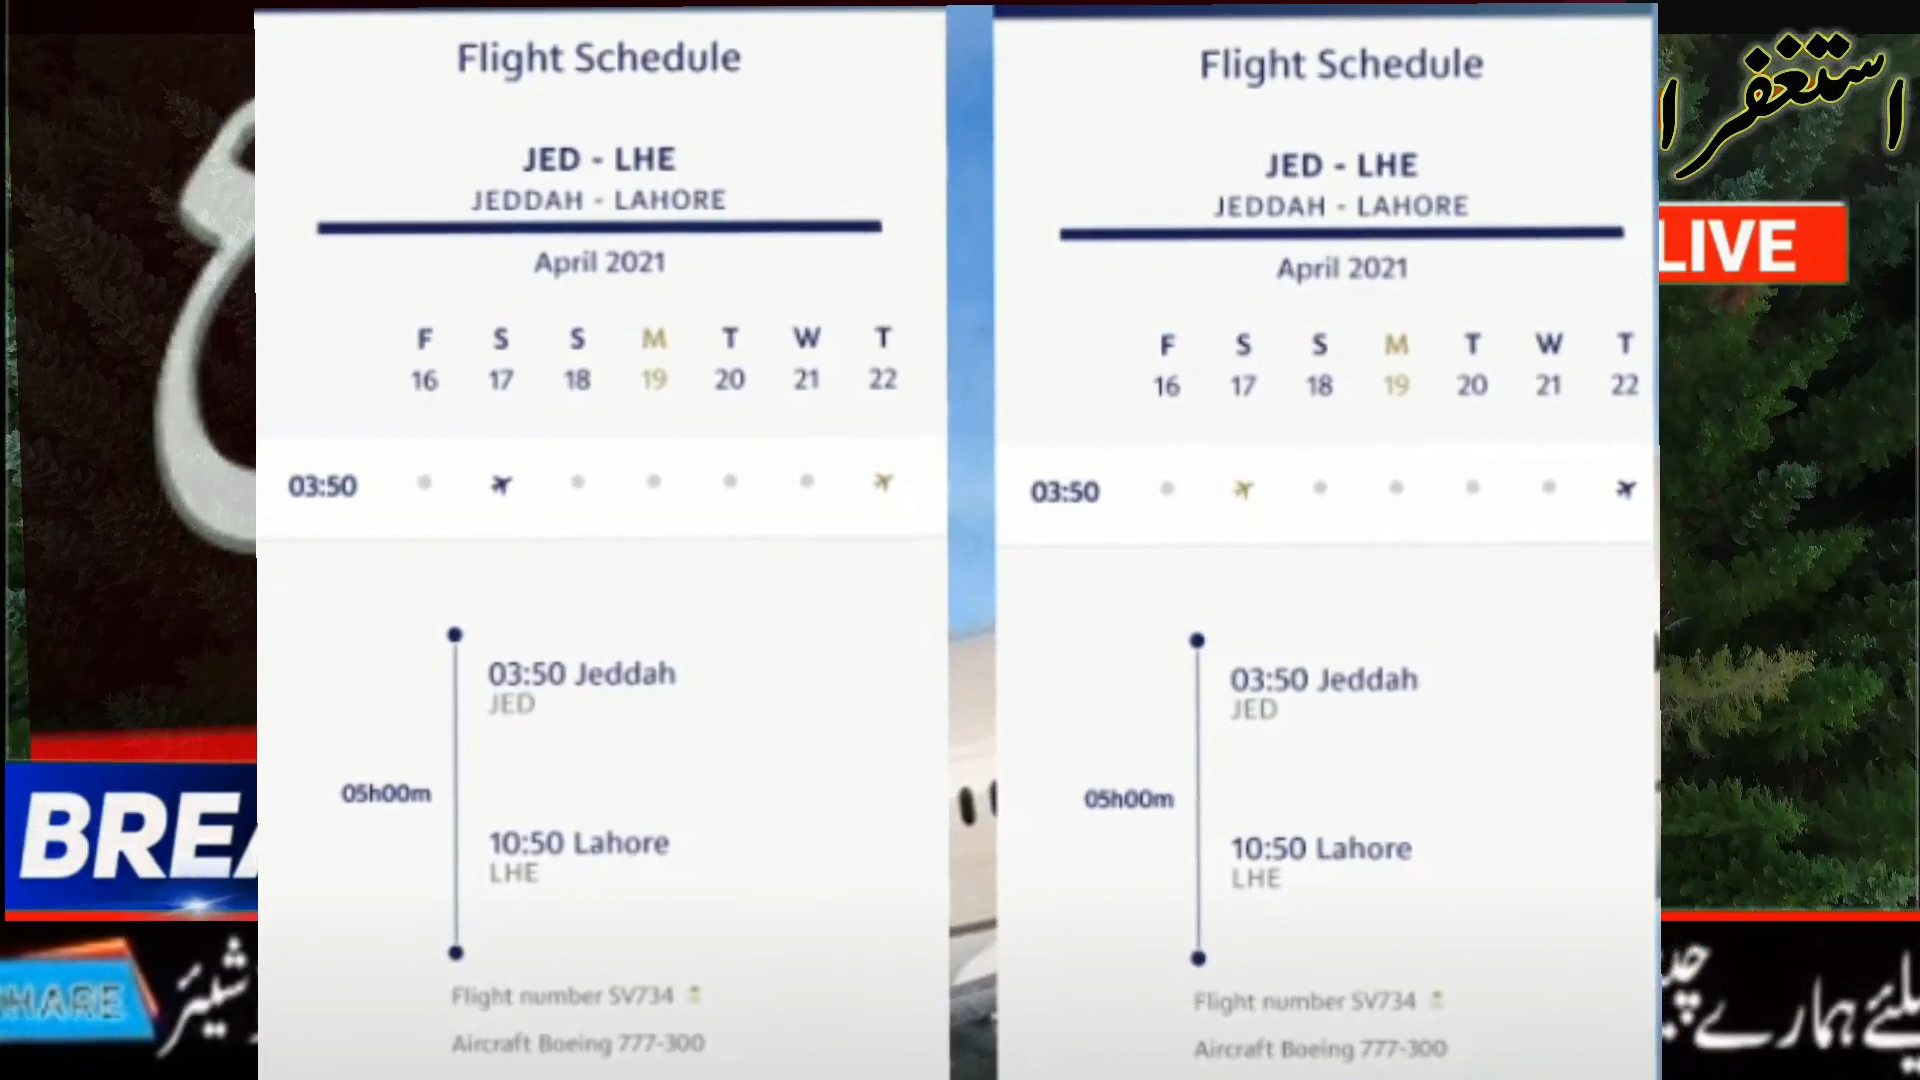 Flight Schedule
JED - LHE
JEDDAH - LAHORE
April 2021
F S S M T W T
16 17 18 19 20 21 22
03:50
03:50 Jeddah
JED
05h00m
10:50 Lahore
LHE
Flight number SV734
Aircraft Boeing 777-300
Flight Schedule
JED - LHE
JEDDAH - LAHORE
April 2021
F S S M T W T
16 17 18 19 20 21 22
03:50
03:50 Jeddah
JED
05h00m
10:50 Lahore
LHE
Flight number SV734
Aircraft Boeing 777-300
LIVE
BREA
HARE
شیئر
ہمارے